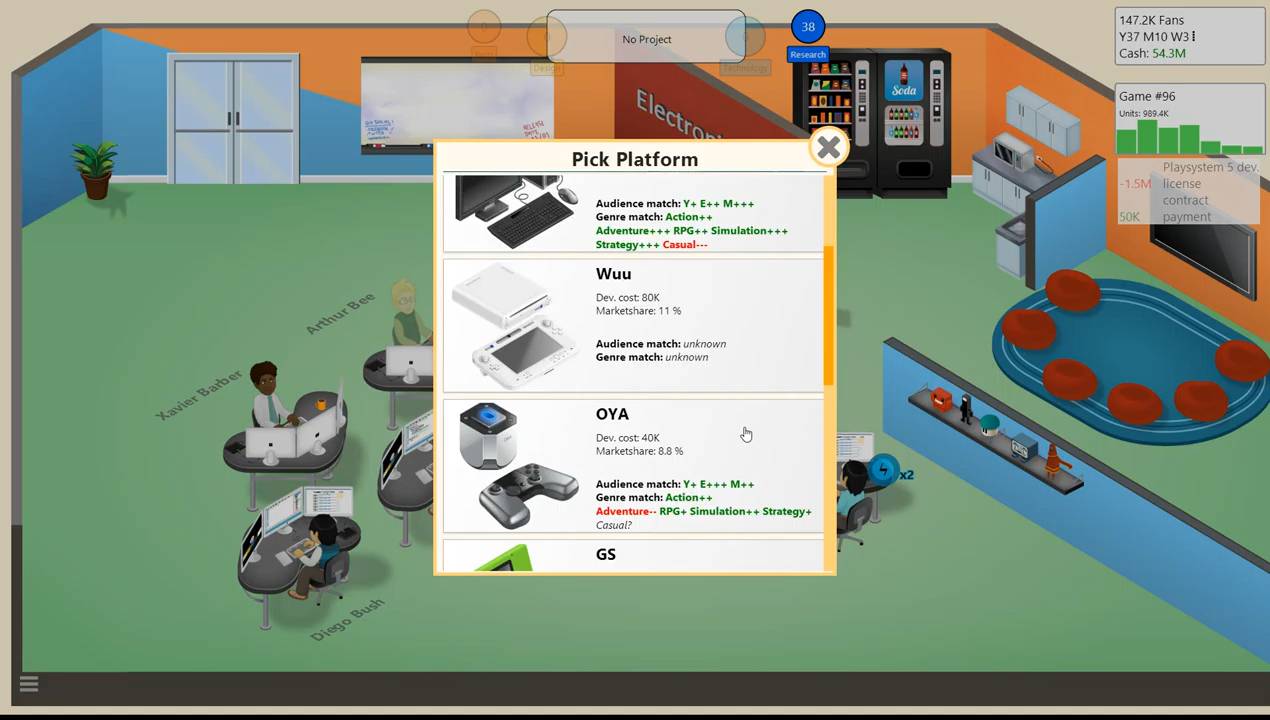 No Project
38
Research
Design
Technology
147.2K Fans
Y37 M10 W3
Cash: 54.3M
Game #96
Units: 989.4K
Playsystem 5 dev.
-1.5M license
contract
50K payment
Electroni
Soda
RELEASE
DATE
Pick Platform
Audience match: Y+ E++ M+++
Genre match: Action++
Adventure+++ RPG++ Simulation+++
Strategy+++ Casual---
Wuu
Dev. cost: 80K
Marketshare: 11 %
Audience match: unknown
Genre match: unknown
OYA
Dev. cost: 40K
Marketshare: 8.8 %
Audience match: Y+ E+++ M++
Genre match: Action++
Adventure-- RPG+ Simulation++ Strategy+
Casual?
GS
Arthur Bee
Xavier Barber
Diego Bush
x2